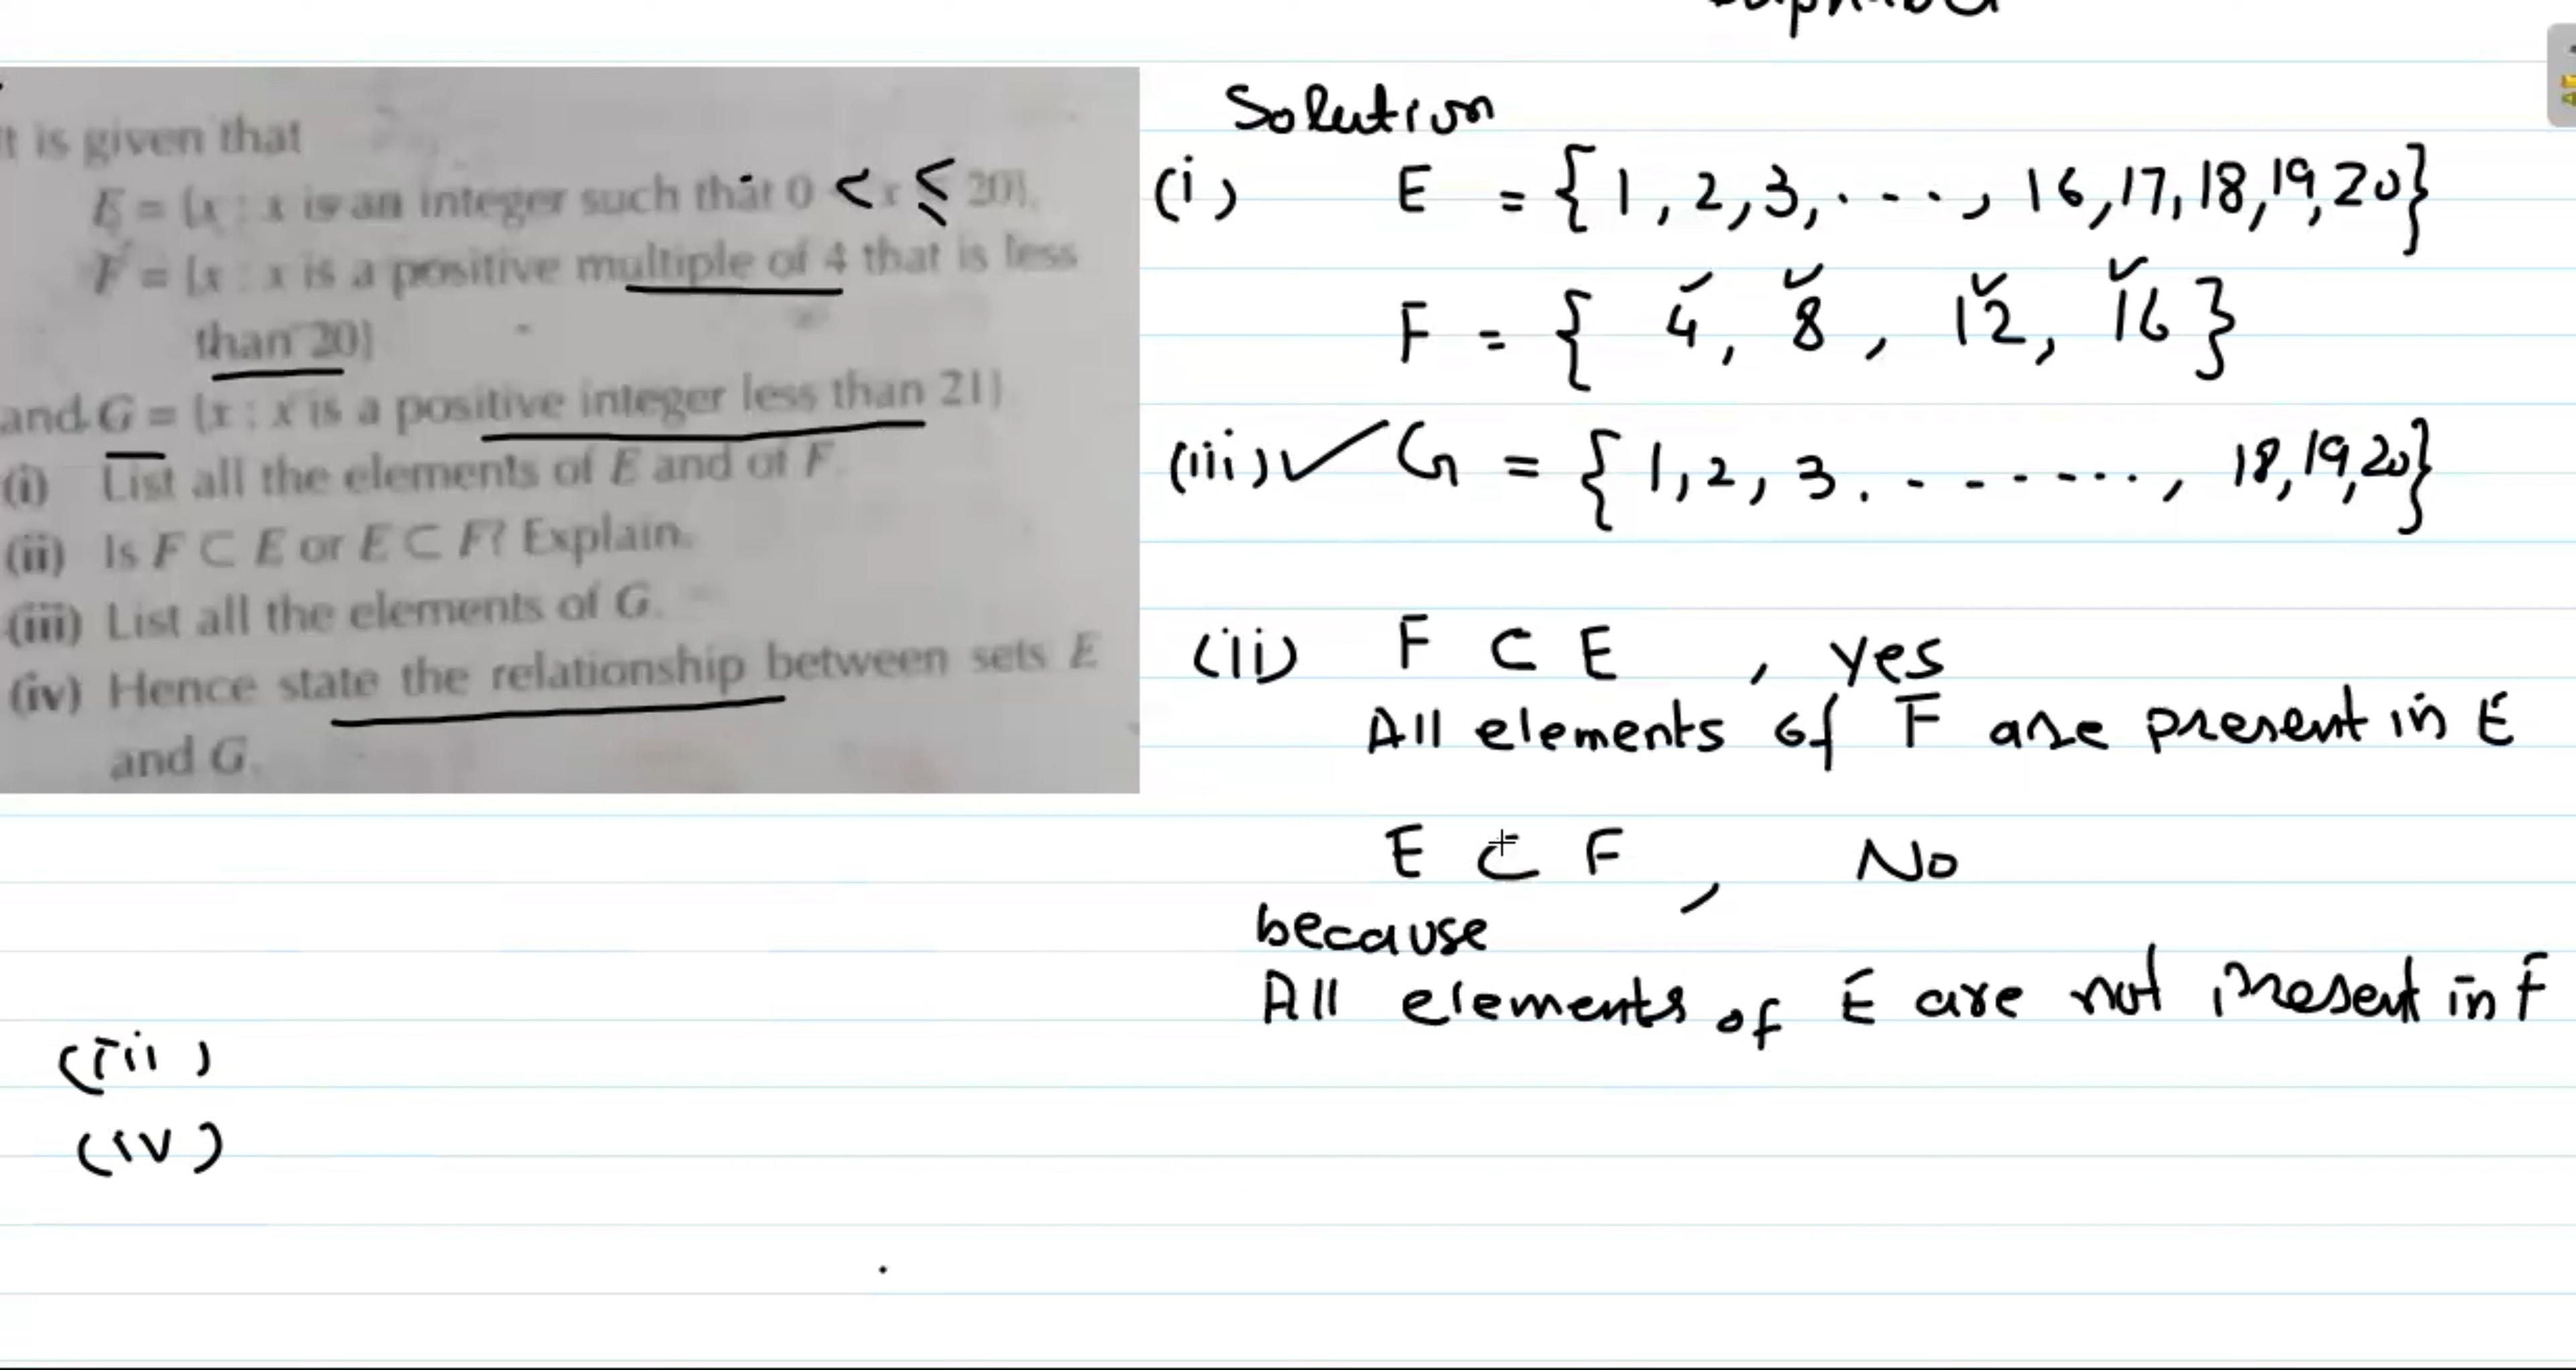 t is given that
E = {x : x is an integer such that 0 < x ≤ 20},
F = {x : x is a positive multiple of 4 that is less
than 20}
and G = {x : x is a positive integer less than 21}.
(i) List all the elements of E and of F.
(ii) Is F ⊂ E or E ⊂ F? Explain.
(iii) List all the elements of G.
(iv) Hence state the relationship between sets E
and G.
(iii)
(iv)
Solution
(i) E = {1, 2, 3, . - - . , 16, 17, 18, 19, 20}
F = { 4, 8, 12, 16 }
(iii) ✓ G = {1, 2, 3 . - - - - . . . , 18, 19, 20}
(ii) F ⊂ E , yes
All elements of F are present in E
E ⊂ F , No
because
All elements of E are not present in F